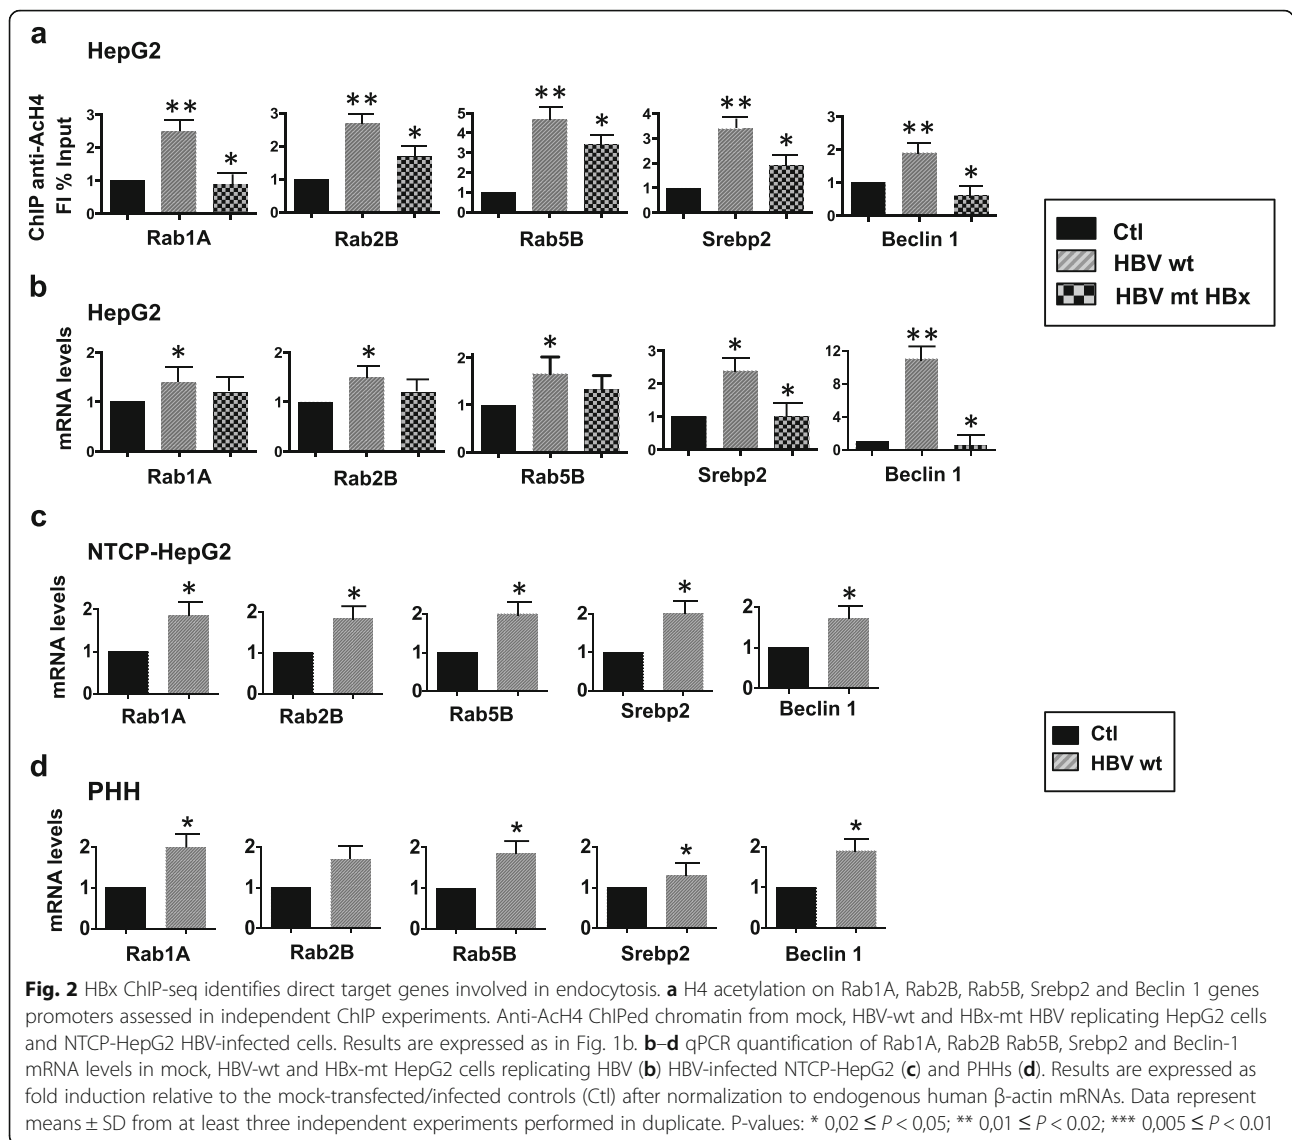 a
HepG2
ChIP anti-AcH4
FI % Input
3
2
1
0
**
*
Rab1A
3
2
1
0
**
*
Rab2B
5
4
3
2
1
0
**
*
Rab5B
4
3
2
1
0
**
*
Srebp2
3
2
1
0
**
*
Beclin 1
Ctl
HBV wt
HBV mt HBx
b
HepG2
mRNA levels
2
1
0
*
Rab1A
2
1
0
*
Rab2B
2
1
0
*
Rab5B
3
2
1
0
*
*
Srebp2
12
8
4
0
**
*
Beclin 1
c
NTCP-HepG2
mRNA levels
2
1
0
*
Rab1A
2
1
0
*
Rab2B
2
1
0
*
Rab5B
2
1
0
*
Srebp2
2
1
0
*
Beclin 1
Ctl
HBV wt
d
PHH
mRNA levels
2
1
0
*
Rab1A
2
1
0
Rab2B
2
1
0
*
Rab5B
2
1
0
*
Srebp2
2
1
0
*
Beclin 1
Fig. 2 HBx ChIP-seq identifies direct target genes involved in endocytosis. a H4 acetylation on Rab1A, Rab2B, Rab5B, Srebp2 and Beclin 1 genes
promoters assessed in independent ChIP experiments. Anti-AcH4 ChIPed chromatin from mock, HBV-wt and HBx-mt HBV replicating HepG2 cells
and NTCP-HepG2 HBV-infected cells. Results are expressed as in Fig. 1b. b–d qPCR quantification of Rab1A, Rab2B Rab5B, Srebp2 and Beclin-1
mRNA levels in mock, HBV-wt and HBx-mt HepG2 cells replicating HBV (b) HBV-infected NTCP-HepG2 (c) and PHHs (d). Results are expressed as
fold induction relative to the mock-transfected/infected controls (Ctl) after normalization to endogenous human β-actin mRNAs. Data represent
means ± SD from at least three independent experiments performed in duplicate. P-values: * 0,02 ≤ P < 0,05; ** 0,01 ≤ P < 0.02; *** 0,005 ≤ P < 0.01